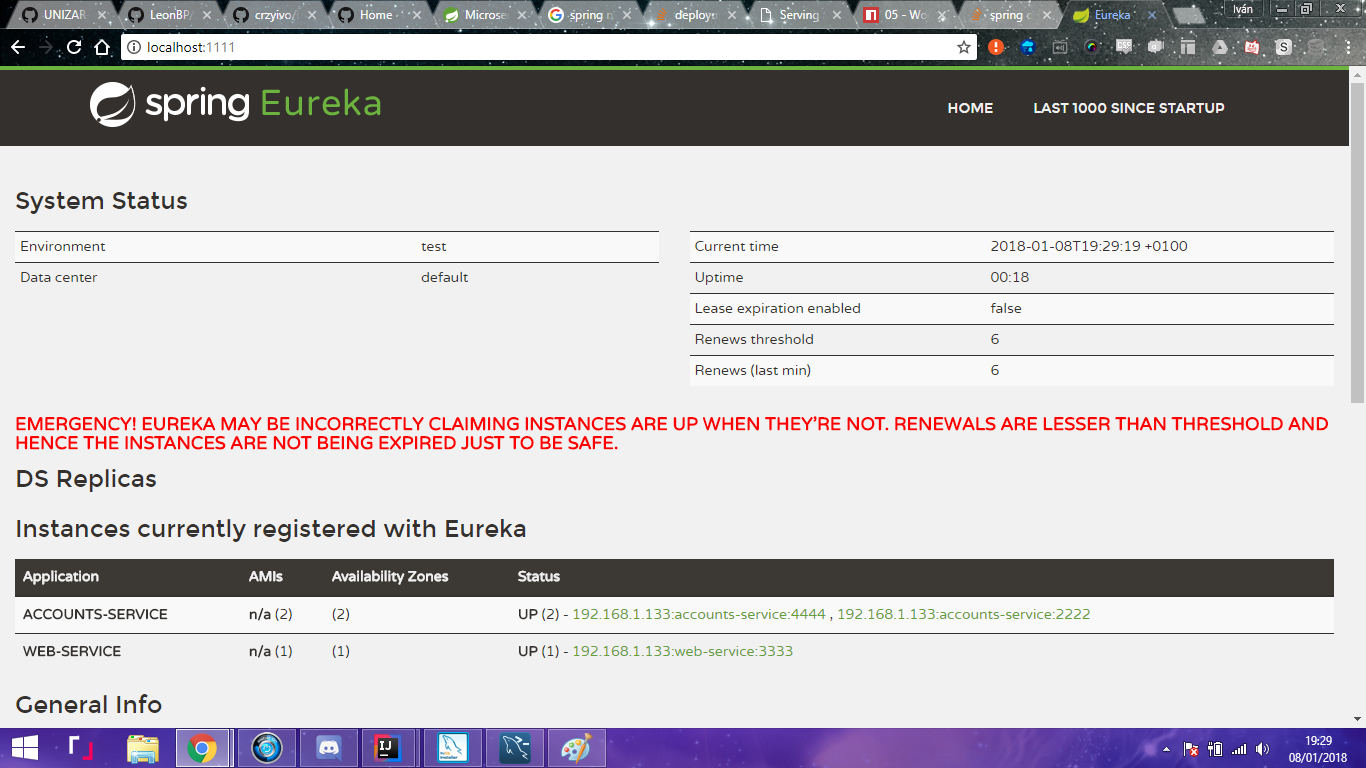 UNIZAR
LeonBP/
crzyivo/
Home ·
Microse
spring r
deployn
Serving
05 - Wo
spring c
Eureka
Iván
localhost:1111
spring Eureka
HOME
LAST 1000 SINCE STARTUP
System Status
Environment test
Data center default
Current time 2018-01-08T19:29:19 +0100
Uptime 00:18
Lease expiration enabled false
Renews threshold 6
Renews (last min) 6
EMERGENCY! EUREKA MAY BE INCORRECTLY CLAIMING INSTANCES ARE UP WHEN THEY'RE NOT. RENEWALS ARE LESSER THAN THRESHOLD AND
HENCE THE INSTANCES ARE NOT BEING EXPIRED JUST TO BE SAFE.
DS Replicas
Instances currently registered with Eureka
Application AMIs Availability Zones Status
ACCOUNTS-SERVICE n/a (2) (2) UP (2) - 192.168.1.133:accounts-service:4444 , 192.168.1.133:accounts-service:2222
WEB-SERVICE n/a (1) (1) UP (1) - 192.168.1.133:web-service:3333
General Info
19:29
08/01/2018